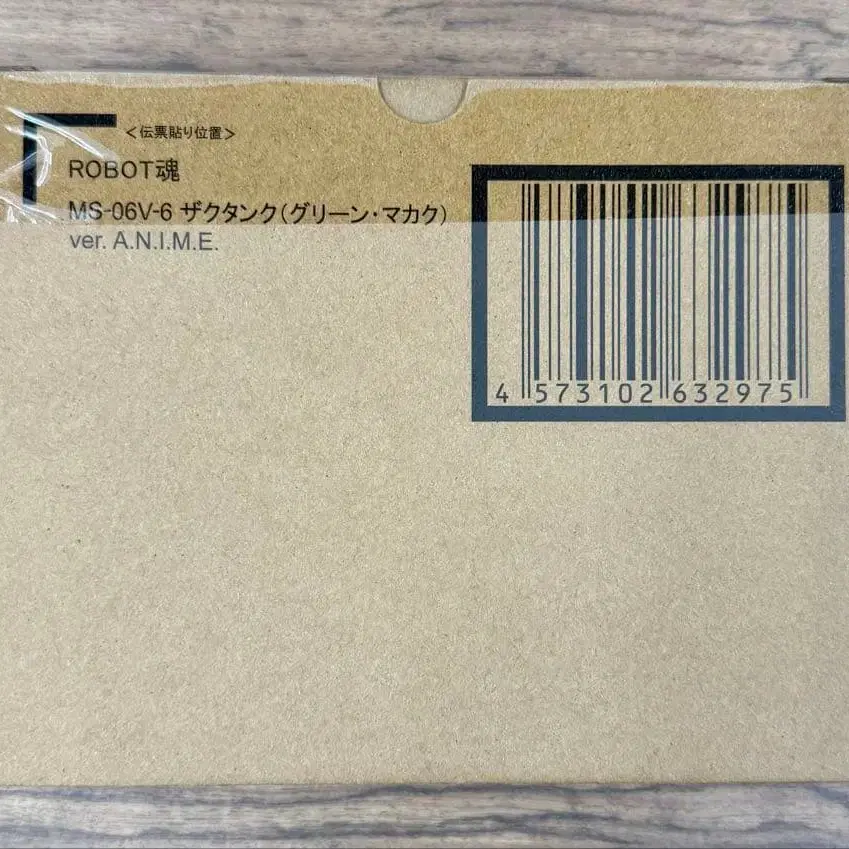 <伝票貼り位置>
ROBOT魂
MS-06V-6 ザクタンク(グリーン・マカク)
ver. A.N.I.M.E.
4 573102 632975